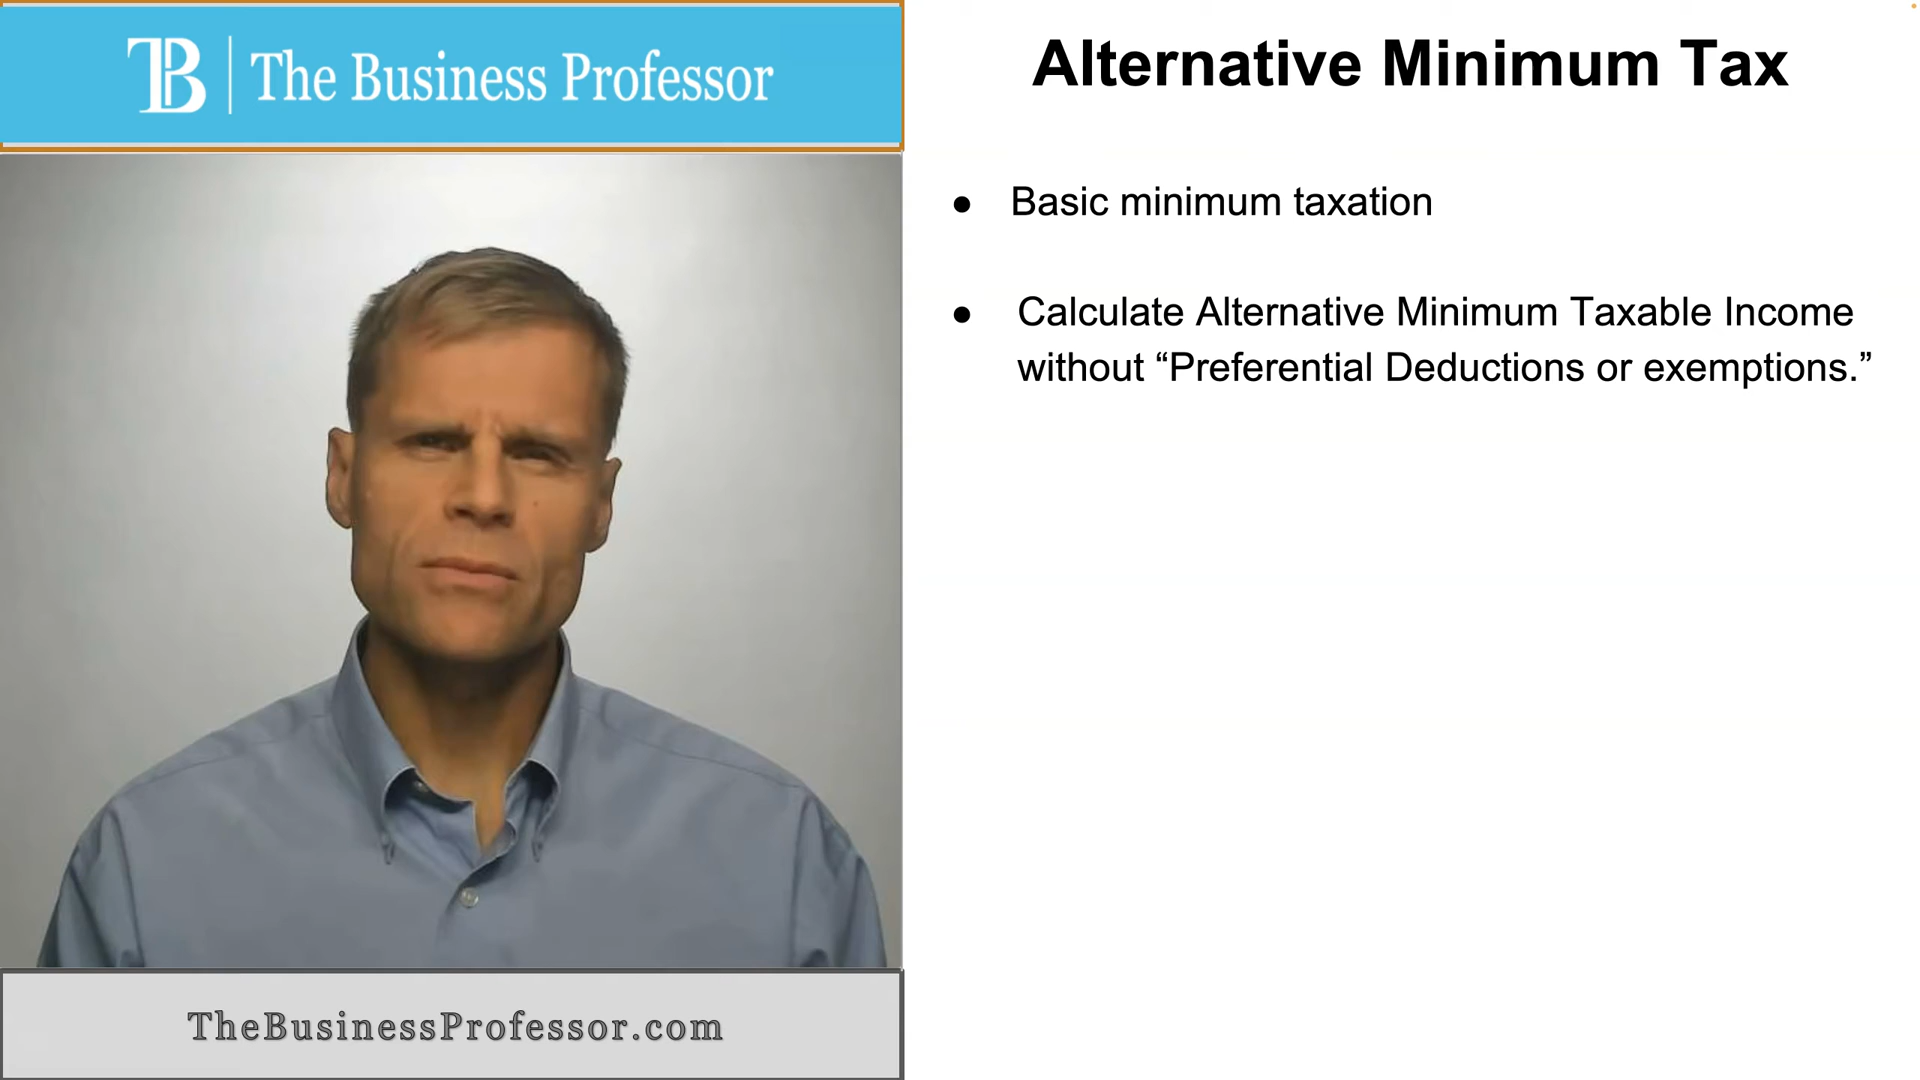 TB | The Business Professor
Alternative Minimum Tax
● Basic minimum taxation
● Calculate Alternative Minimum Taxable Income
without “Preferential Deductions or exemptions.”
TheBusinessProfessor.com